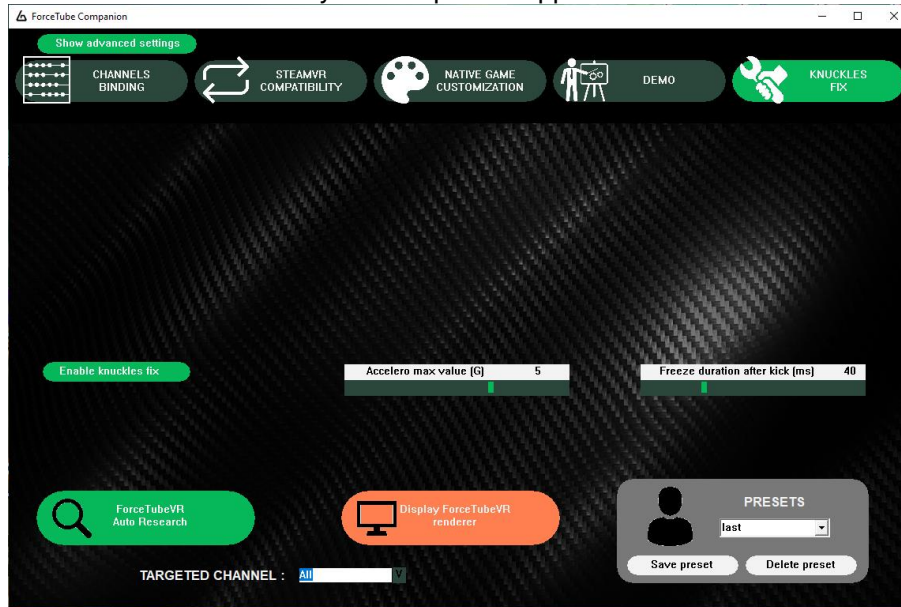 ForceTube Companion
Show advanced settings
CHANNELS
BINDING
STEAMVR
COMPATIBILITY
NATIVE GAME
CUSTOMIZATION
DEMO
KNUCKLES
FIX
Enable knuckles fix
Accelero max value (G) 5
Freeze duration after kick (ms) 40
ForceTubeVR
Auto Research
Display ForceTubeVR
renderer
PRESETS
last
Save preset
Delete preset
TARGETED CHANNEL : All V